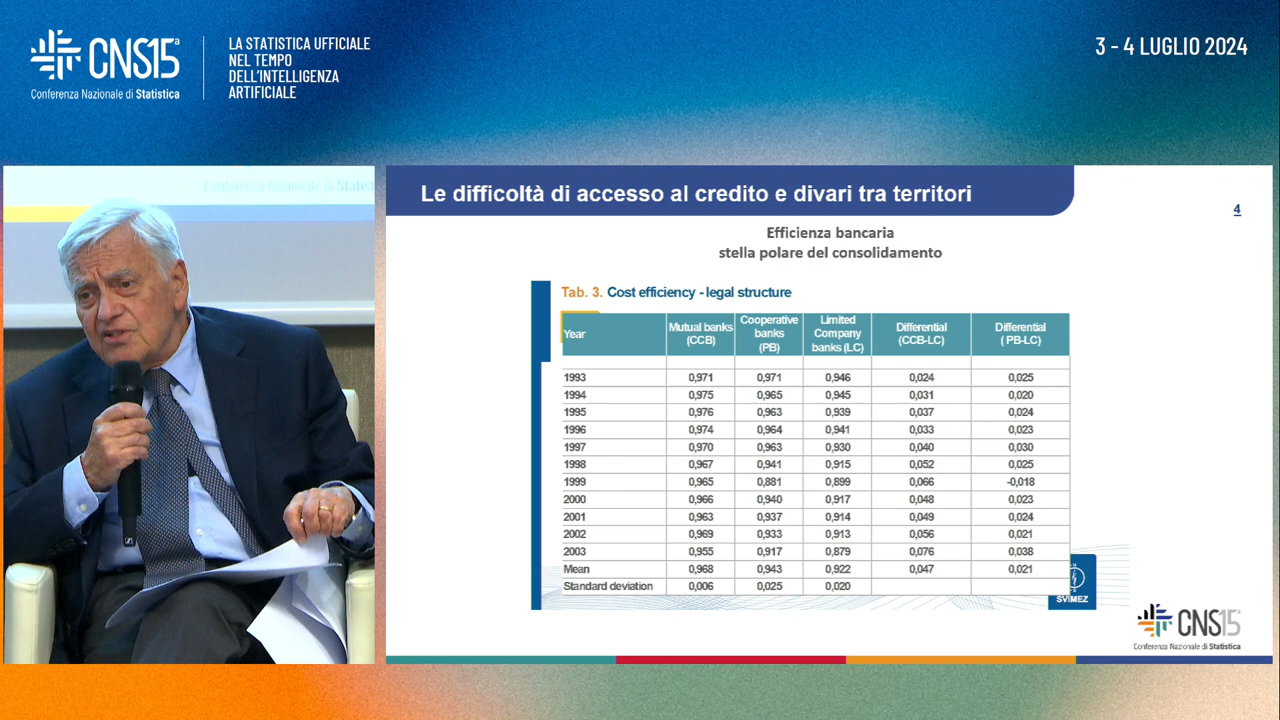 CNS15ª
Conferenza Nazionale di Statistica
LA STATISTICA UFFICIALE
NEL TEMPO
DELL'INTELLIGENZA
ARTIFICIALE
3 - 4 LUGLIO 2024
Conferenza Nazionale di Statist
Le difficoltà di accesso al credito e divari tra territori
4
Efficienza bancaria
stella polare del consolidamento
Tab. 3. Cost efficiency - legal structure
Year Mutual banks (CCB) Cooperative banks (PB) Limited Company banks (LC) Differential (CCB-LC) Differential ( PB-LC)
1993 0,971 0,971 0,946 0,024 0,025
1994 0,975 0,965 0,945 0,031 0,020
1995 0,976 0,963 0,939 0,037 0,024
1996 0,974 0,964 0,941 0,033 0,023
1997 0,970 0,963 0,930 0,040 0,030
1998 0,967 0,941 0,915 0,052 0,025
1999 0,965 0,881 0,899 0,066 -0,018
2000 0,966 0,940 0,917 0,048 0,023
2001 0,963 0,937 0,914 0,049 0,024
2002 0,969 0,933 0,913 0,056 0,021
2003 0,955 0,917 0,879 0,076 0,038
Mean 0,968 0,943 0,922 0,047 0,021
Standard deviation 0,006 0,025 0,020
SVIMEZ
CNS15ª
Conferenza Nazionale di Statistica